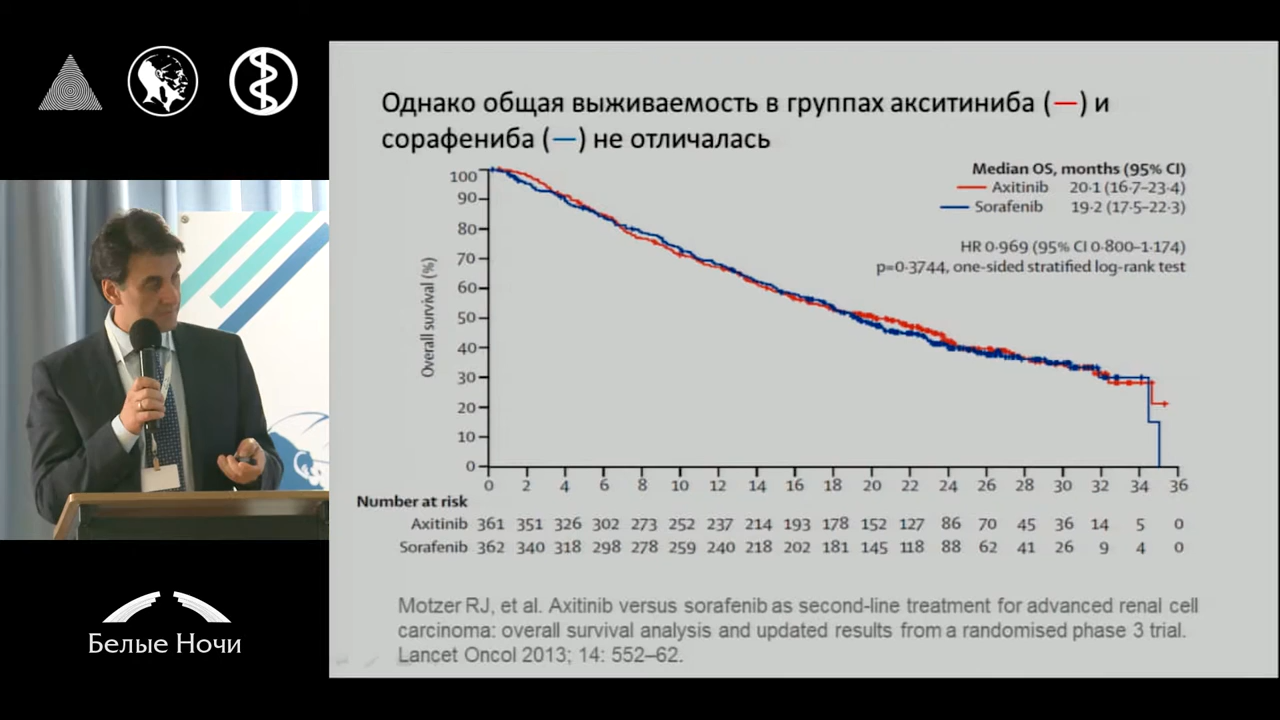 Однако общая выживаемость в группах акситиниба (—) и
сорафениба (—) не отличалась
Median OS, months (95% CI)
Axitinib 20·1 (16·7–23·4)
Sorafenib 19·2 (17·5–22·3)
HR 0·969 (95% CI 0·800–1·174)
p=0·3744, one-sided stratified log-rank test
Overall survival (%)
100
90
80
70
60
50
40
30
20
10
0
0 2 4 6 8 10 12 14 16 18 20 22 24 26 28 30 32 34 36
Number at risk
Axitinib 361 351 326 302 273 252 237 214 193 178 152 127 86 70 45 36 14 5 0
Sorafenib 362 340 318 298 278 259 240 218 202 181 145 118 88 62 41 26 9 4 0
Motzer RJ, et al. Axitinib versus sorafenib as second-line treatment for advanced renal cell
carcinoma: overall survival analysis and updated results from a randomised phase 3 trial.
Lancet Oncol 2013; 14: 552–62.
Белые Ночи